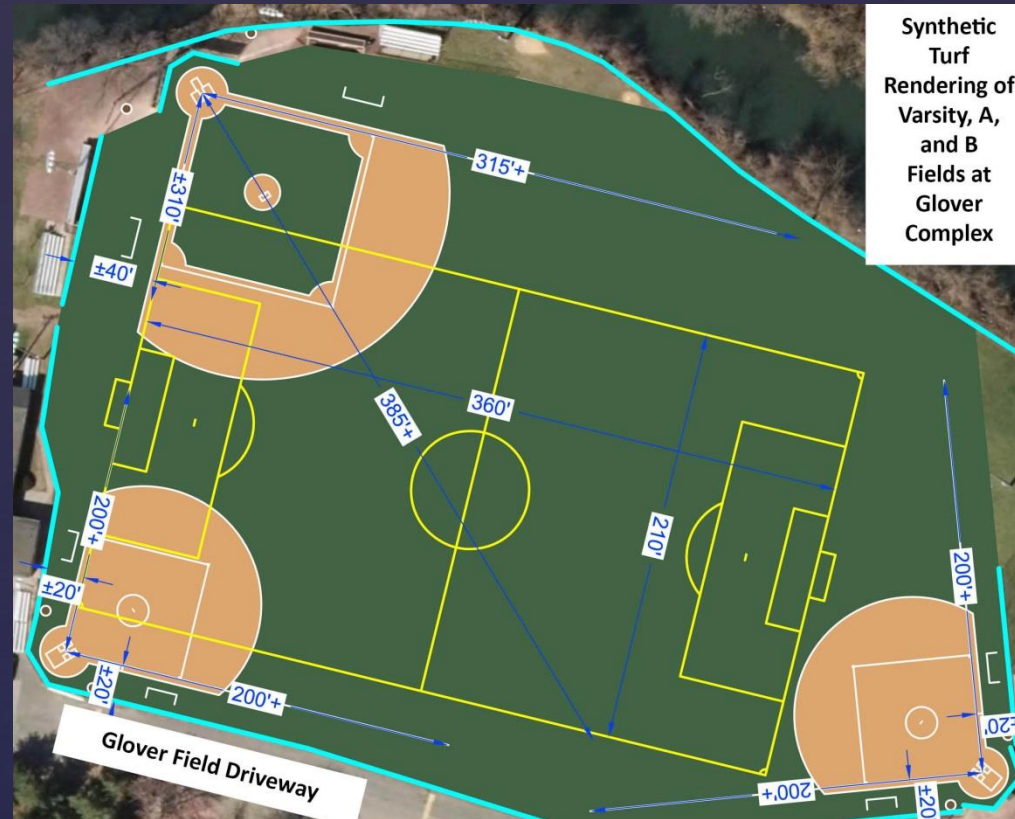 Synthetic
Turf
Rendering of
Varsity, A,
and B
Fields at
Glover
Complex
315'+
±310'
±40'
385'+
360'
210'
200'+
±20'
±20'
200'+
200'+
±20'
200'+
±20'
Glover Field Driveway